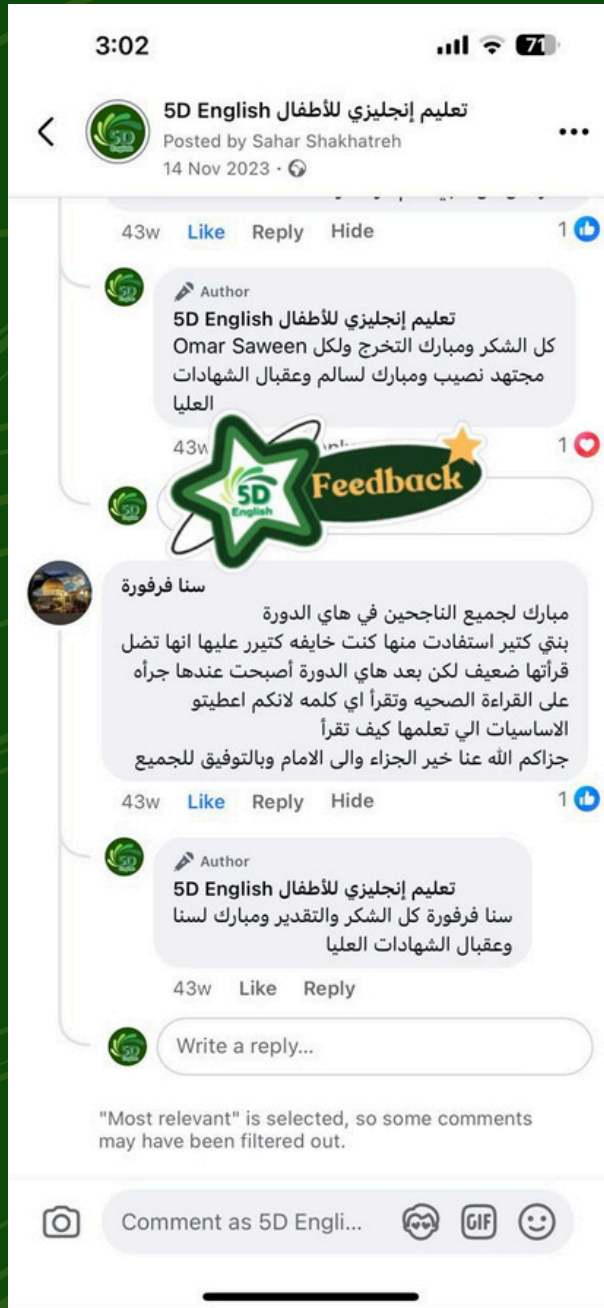 3:02
71
5D English تعليم إنجليزي للأطفال
Posted by Sahar Shakhatreh
14 Nov 2023 ·
43w Like Reply Hide 1
5D English
Author
5D English تعليم إنجليزي للأطفال
Omar Saween كل الشكر ومبارك التخرج ولكل
مجتهد نصيب ومبارك لسالم وعقبال الشهادات
العليا
43w 1
5D English
Feedback
سنا فرفورة
مبارك لجميع الناجحين في هاي الدورة
بنتي كتير استفادت منها كنت خايفه كتيرر عليها انها تضل
قرأتها ضعيف لكن بعد هاي الدورة أصبحت عندها جرأه
على القراءة الصحيه وتقرأ اي كلمه لانكم اعطيتو
الاساسيات الي تعلمها كيف تقرأ
جزاكم الله عنا خير الجزاء والى الامام وبالتوفيق للجميع
43w Like Reply Hide 1
5D English
Author
5D English تعليم إنجليزي للأطفال
سنا فرفورة كل الشكر والتقدير ومبارك لسنا
وعقبال الشهادات العليا
43w Like Reply
5D English
Write a reply...
"Most relevant" is selected, so some comments
may have been filtered out.
Comment as 5D Engli... GIF